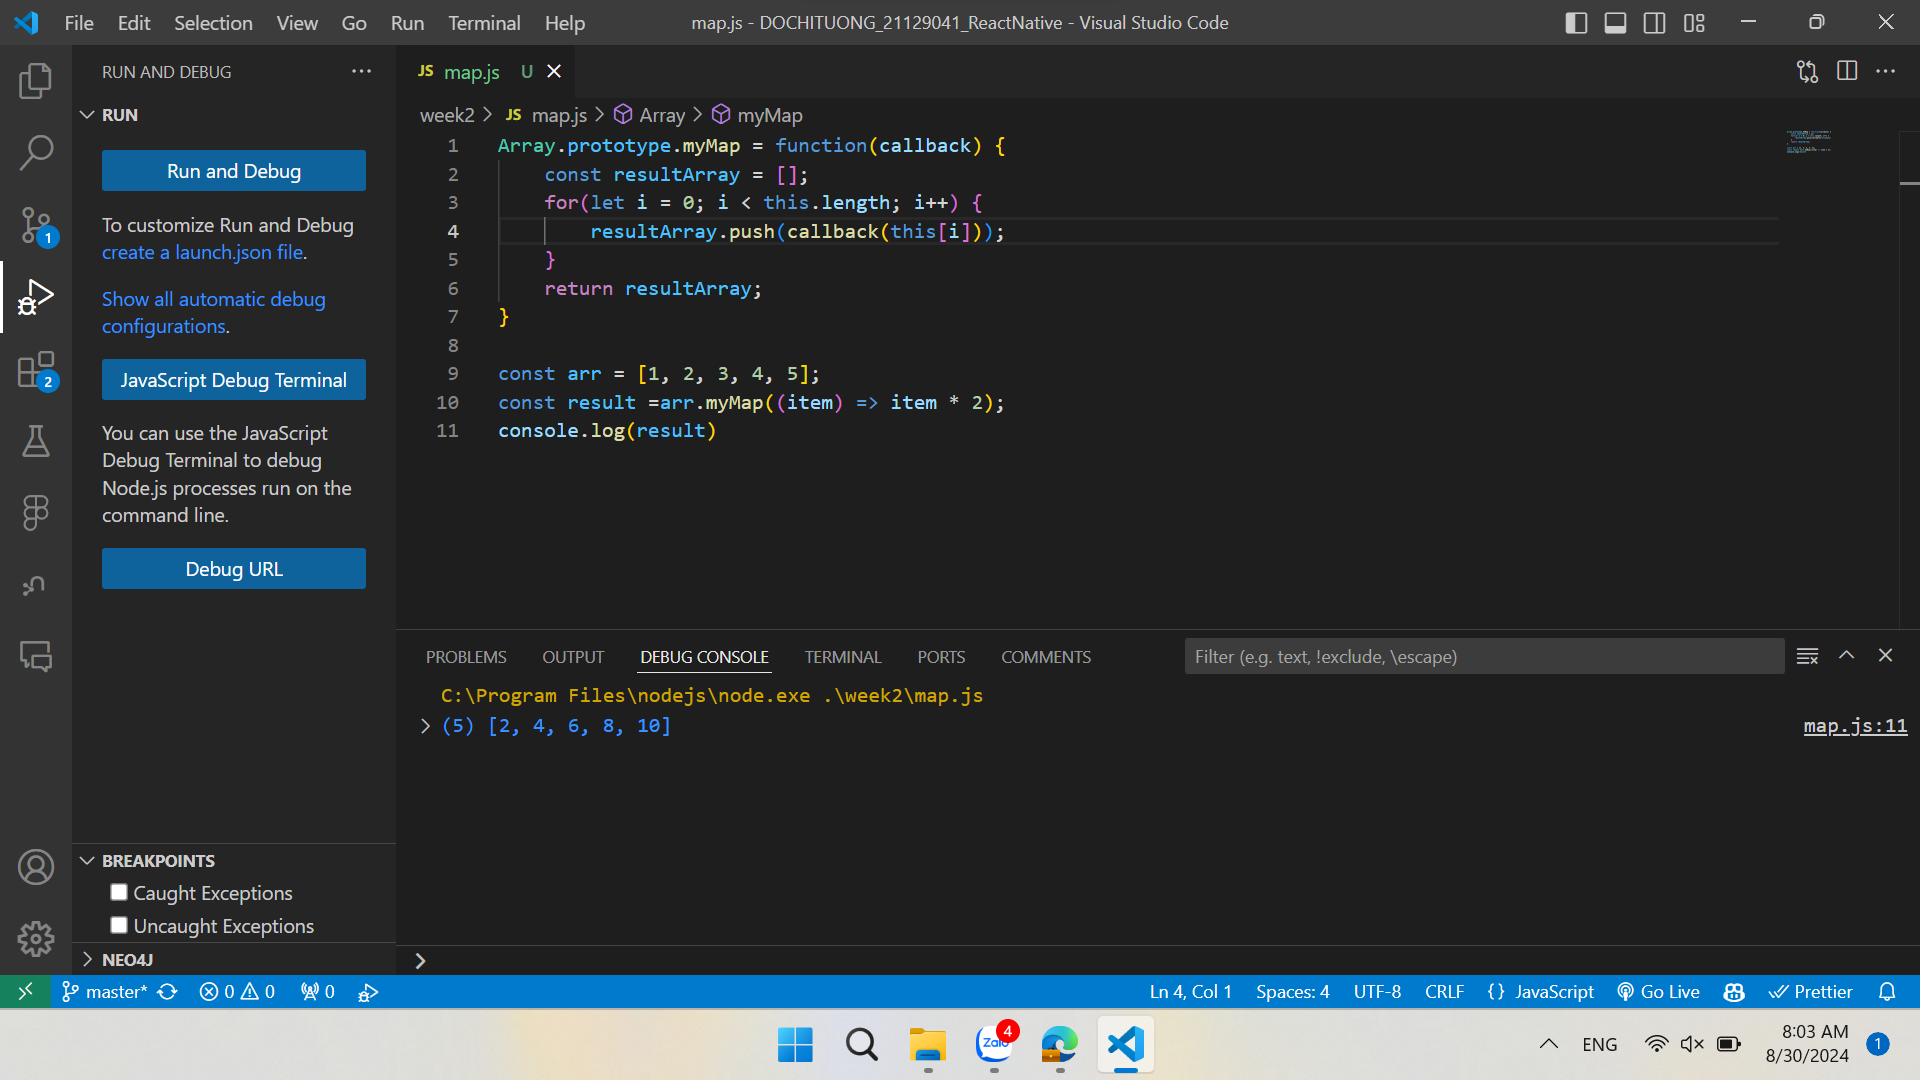 File Edit Selection View Go Run Terminal Help map.js - DOCHITUONG_21129041_ReactNative - Visual Studio Code
RUN AND DEBUG ···
RUN
Run and Debug
To customize Run and Debug
create a launch.json file.
Show all automatic debug
configurations.
JavaScript Debug Terminal
You can use the JavaScript
Debug Terminal to debug
Node.js processes run on the
command line.
Debug URL
1
2
BREAKPOINTS
Caught Exceptions
Uncaught Exceptions
NEO4J
JS map.js U
week2 > JS map.js > Array > myMap
1 Array.prototype.myMap = function(callback) {
2 const resultArray = [];
3 for(let i = 0; i < this.length; i++) {
4 resultArray.push(callback(this[i]));
5 }
6 return resultArray;
7 }
8
9 const arr = [1, 2, 3, 4, 5];
10 const result =arr.myMap((item) => item * 2);
11 console.log(result)
PROBLEMS OUTPUT DEBUG CONSOLE TERMINAL PORTS COMMENTS Filter (e.g. text, !exclude, \escape)
C:\Program Files\nodejs\node.exe .\week2\map.js
> (5) [2, 4, 6, 8, 10] map.js:11
>
master* 0 0 0 Ln 4, Col 1 Spaces: 4 UTF-8 CRLF {} JavaScript Go Live Prettier
Zalo 4
ENG 8:03 AM
8/30/2024 1